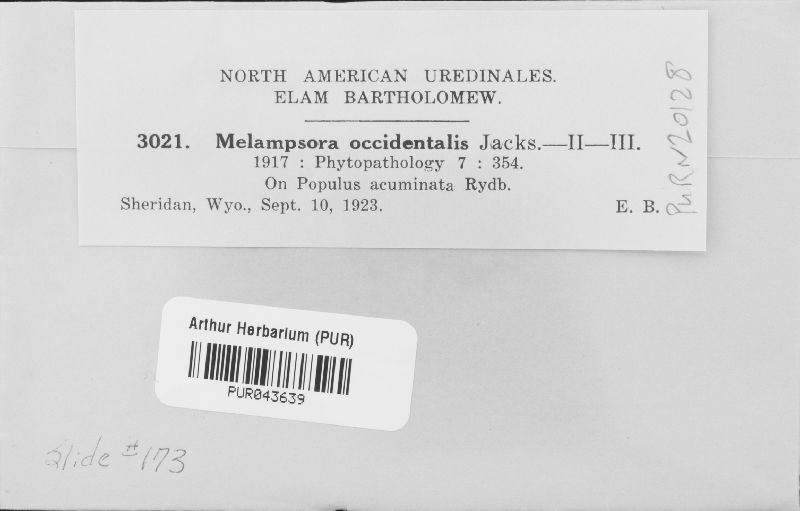 NORTH AMERICAN UREDINALES.
ELAM BARTHOLOMEW.
3021. Melampsora occidentalis Jacks.—II—III.
1917 : Phytopathology 7 : 354.
On Populus acuminata Rydb.
Sheridan, Wyo., Sept. 10, 1923. E. B.
PURN20128
Arthur Herbarium (PUR)
PUR043639
Slide #173